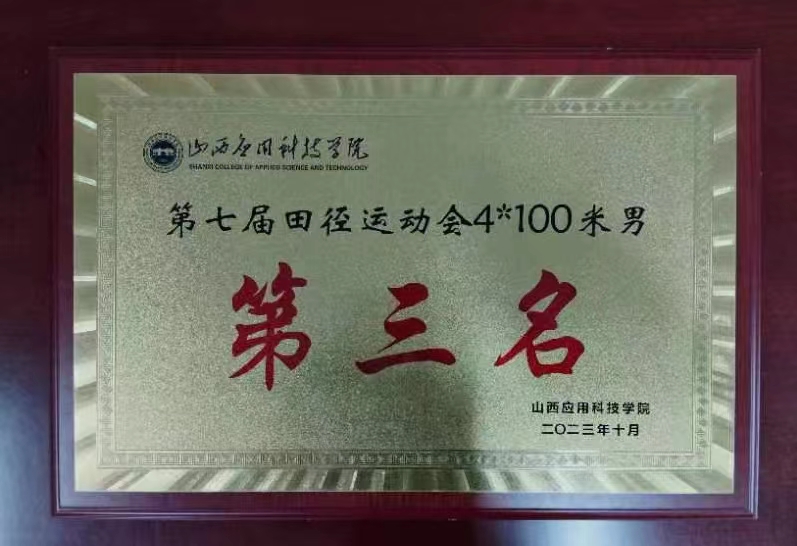 山西应用科技学院
SHANXI COLLEGE OF APPLIED SCIENCE AND TECHNOLOGY
第七届田径运动会4*100米男
第三名
山西应用科技学院
二〇二三年十月